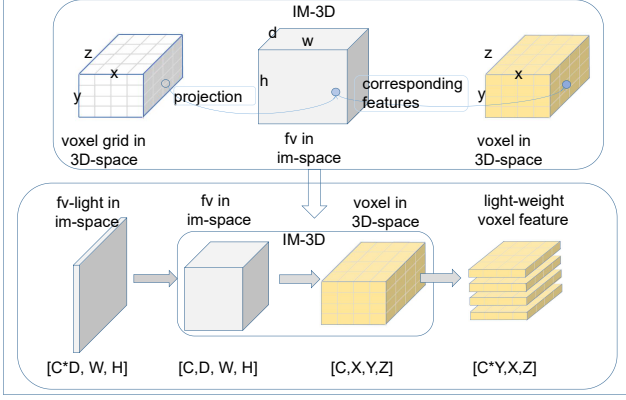 IM-3D
d
w
h
z
x
y
projection
corresponding
features
z
x
y
voxel grid in
3D-space
fv in
im-space
voxel in
3D-space
fv-light in
im-space
fv in
im-space
voxel in
3D-space
light-weight
voxel feature
IM-3D
[C*D, W, H]
[C,D, W, H]
[C,X,Y,Z]
[C*Y,X,Z]